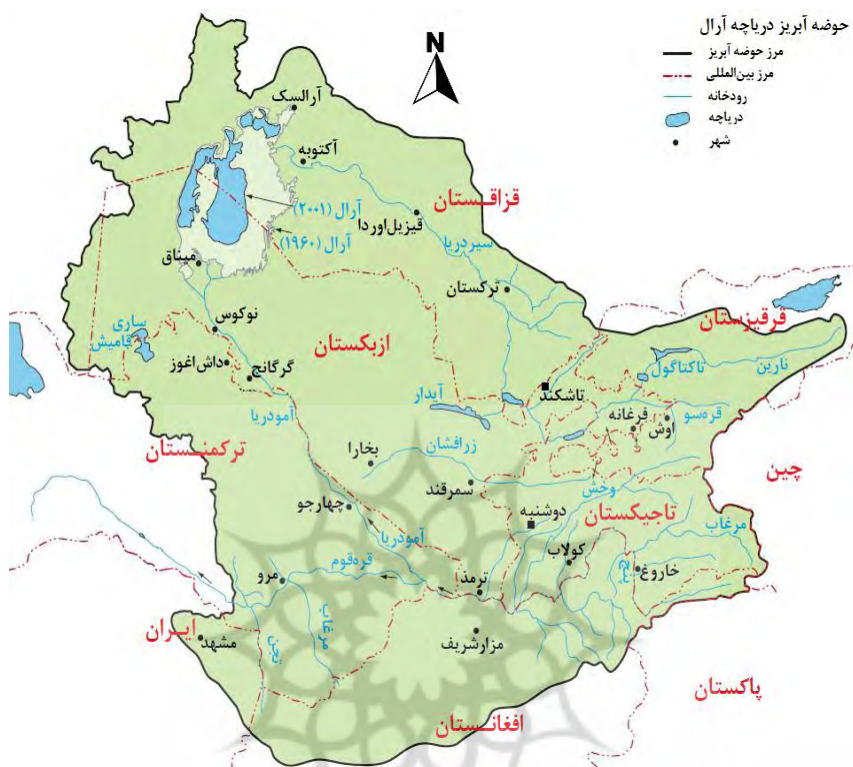 حوضه آبریز دریاچه آرال
مرز حوضه آبریز
مرز بین‌المللی
رودخانه
دریاچه
شهر
N
آرالسک
آکتوبه
قزاقستان
قیزیل‌اوردا
آرال (۲۰۰۱)
آرال (۱۹۶۰)
سیردریا
میناق
ترکستان
قرقیزستان
نوکوس
ساری
قامیش
ازبکستان
داش‌اغوز
گرگانج
تاکتاگول
نارین
تاشکند
آیدار
آمودریا
فرغانه
اوش
قره‌سو
ترکمنستان
بخارا
زرافشان
چین
سمرقند
وخش
چهارجو
دوشنبه
تاجیکستان
مرغاب
آمودریا
کولاب
قره‌قوم
مرو
ترمذ
پنج
خاروغ
ایران
مشهد
تجن
مرغاب
مزارشریف
پاکستان
افغانستان